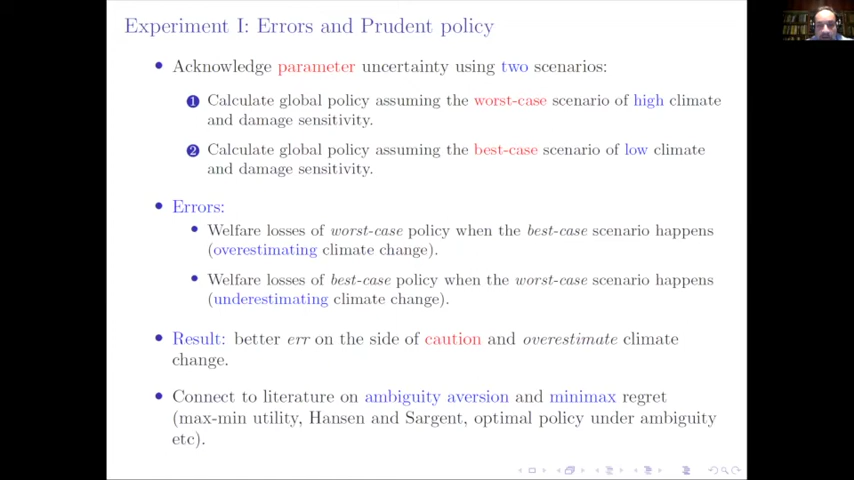 Experiment I: Errors and Prudent policy
• Acknowledge parameter uncertainty using two scenarios:
1 Calculate global policy assuming the worst-case scenario of high climate
and damage sensitivity.
2 Calculate global policy assuming the best-case scenario of low climate
and damage sensitivity.
• Errors:
• Welfare losses of worst-case policy when the best-case scenario happens
(overestimating climate change).
• Welfare losses of best-case policy when the worst-case scenario happens
(underestimating climate change).
• Result: better err on the side of caution and overestimate climate
change.
• Connect to literature on ambiguity aversion and minimax regret
(max-min utility, Hansen and Sargent, optimal policy under ambiguity
etc).